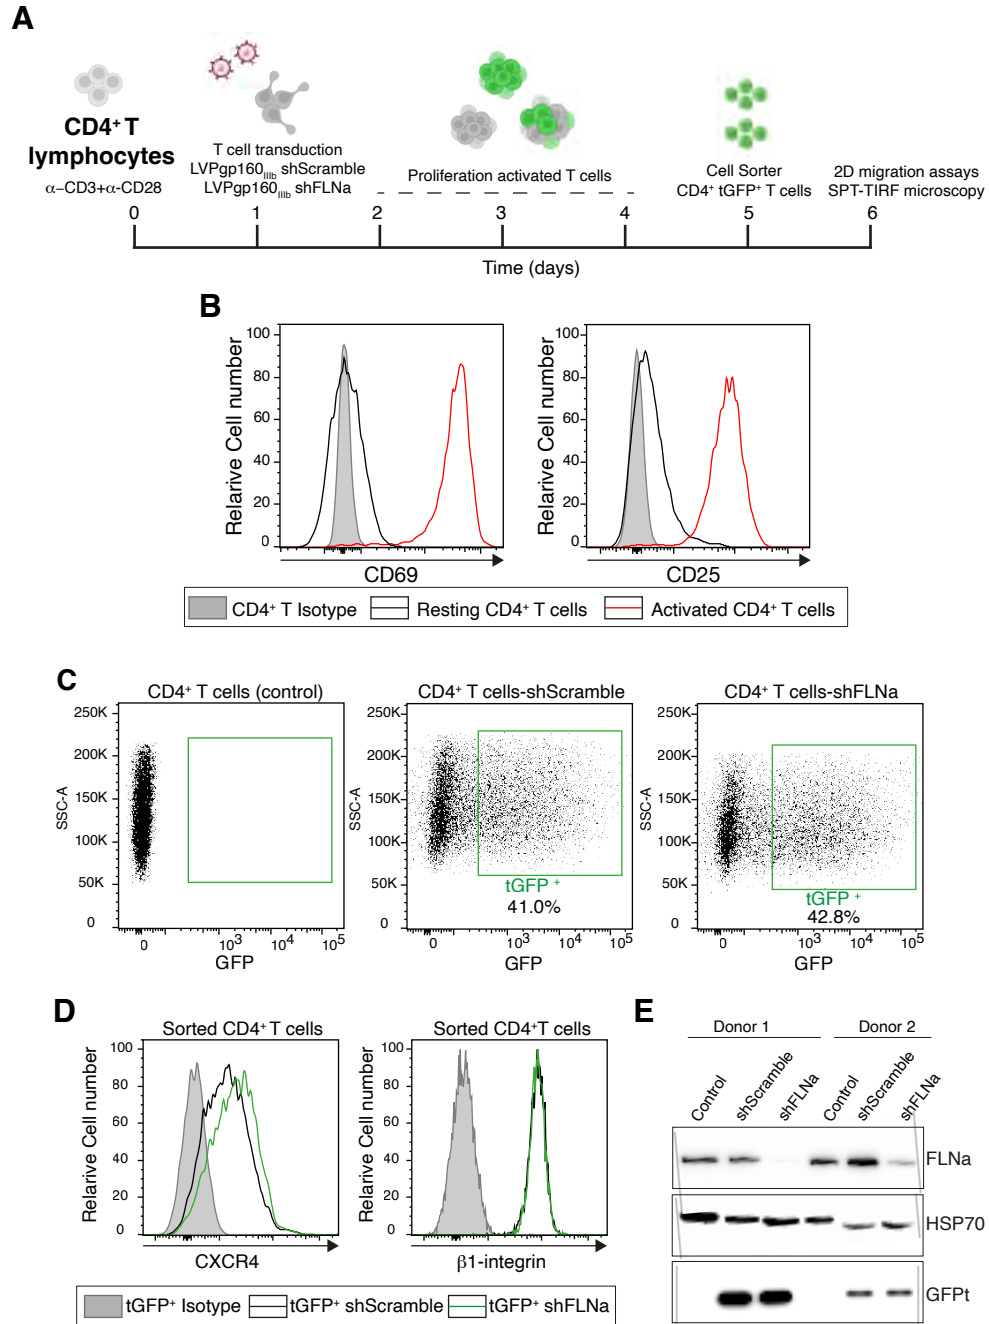 A
CD4+ T
lymphocytes
α–CD3+α-CD28
T cell transduction
LVPgp160IIIb shScramble
LVPgp160IIIb shFLNa
Proliferation activated T cells
Cell Sorter
CD4+ tGFP+ T cells
2D migration assays
SPT-TIRF microscopy
0 1 2 3 4 5 6
Time (days)
B
Relarive Cell number
100
80
60
40
20
0
CD69
Relarive Cell number
100
80
60
40
20
0
CD25
CD4+ T Isotype Resting CD4+ T cells Activated CD4+ T cells
C
CD4+ T cells (control)
SSC-A
250K
200K
150K
100K
50K
0
0 103 104 105
GFP
CD4+ T cells-shScramble
SSC-A
250K
200K
150K
100K
50K
0
tGFP +
41.0%
0 103 104 105
GFP
CD4+ T cells-shFLNa
SSC-A
250K
200K
150K
100K
50K
0
tGFP +
42.8%
0 103 104 105
GFP
D
Sorted CD4+T cells
Relarive Cell number
100
80
60
40
20
0
CXCR4
Sorted CD4+T cells
Relarive Cell number
100
80
60
40
20
0
β1-integrin
tGFP+ Isotype tGFP+ shScramble tGFP+ shFLNa
E
Donor 1 Donor 2
Control shScramble shFLNa Control shScramble shFLNa
FLNa
HSP70
GFPt